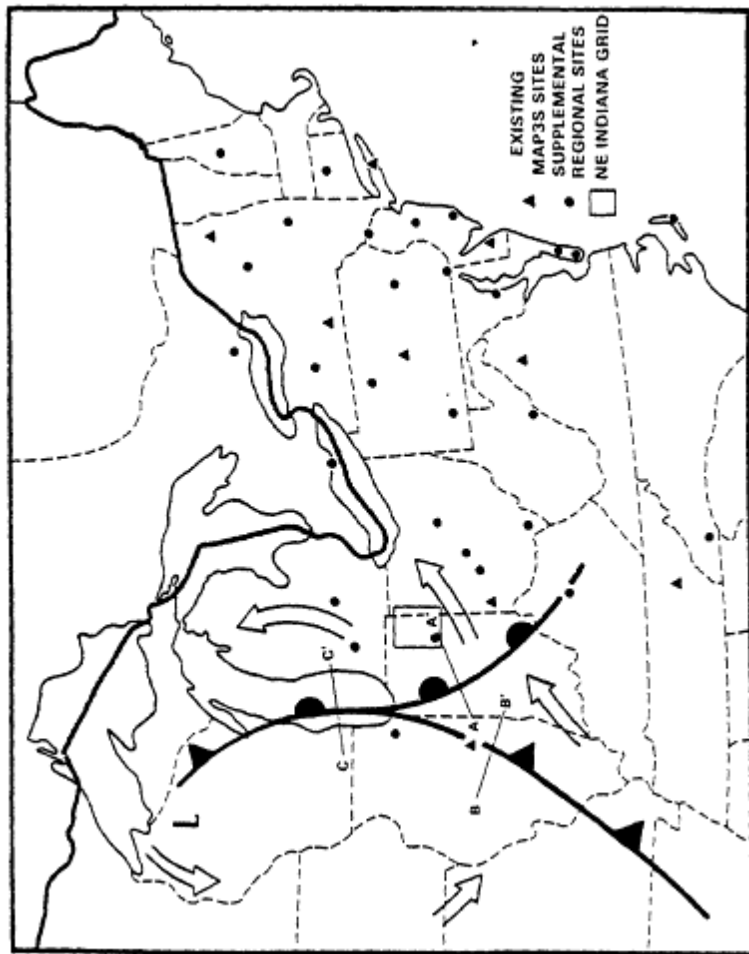 L
C
C'
A'
A
B'
B
EXISTING
MAP3S SITES
SUPPLEMENTAL
REGIONAL SITES
NE INDIANA GRID